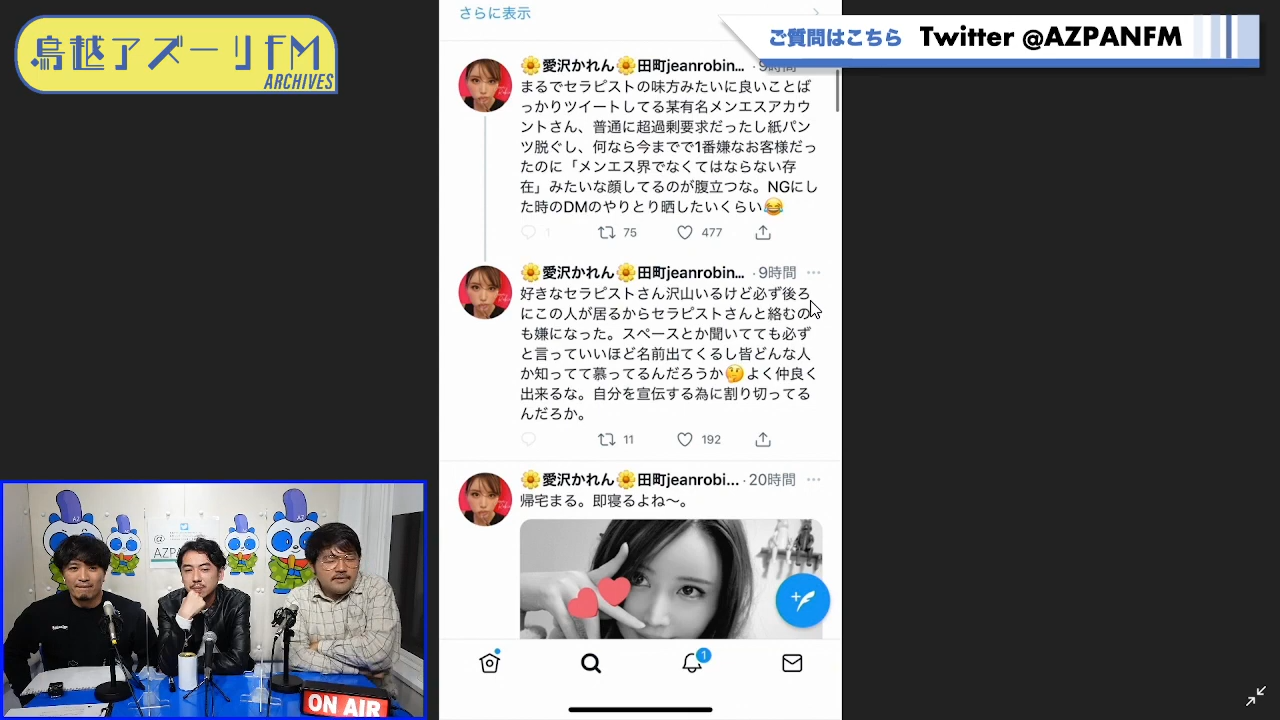 鳥越アズーリFM
ARCHIVES
ご質問はこちら Twitter @AZPANFM
さらに表示
愛沢かれん🌼田町jeanrobin... · 9時間
まるでセラピストの味方みたいに良いことば
っかりツイートしてる某有名メンエスアカウ
ントさん、普通に超過剰要求だったし紙パン
ツ脱ぐし、何なら今までで1番嫌なお客様だっ
たのに「メンエス界でなくてはならない存
在」みたいな顔してるのが腹立つな。NGにし
た時のDMのやりとり晒したいくらい😂
1 75 477
🌼愛沢かれん🌼田町jeanrobin... · 9時間
好きなセラピストさん沢山いるけど必ず後ろ
にこの人が居るからセラピストさんと絡むの
も嫌になった。スペースとか聞いてても必ず
と言っていいほど名前出てくるし皆どんな人
か知ってて慕ってるんだろうか🤔よく仲良く
出来るな。自分を宣伝する為に割り切ってる
んだろか。
11 192
🌼愛沢かれん🌼田町jeanrobi... · 20時間
帰宅まる。即寝るよね〜。
1
@
AZPA
ON AIR